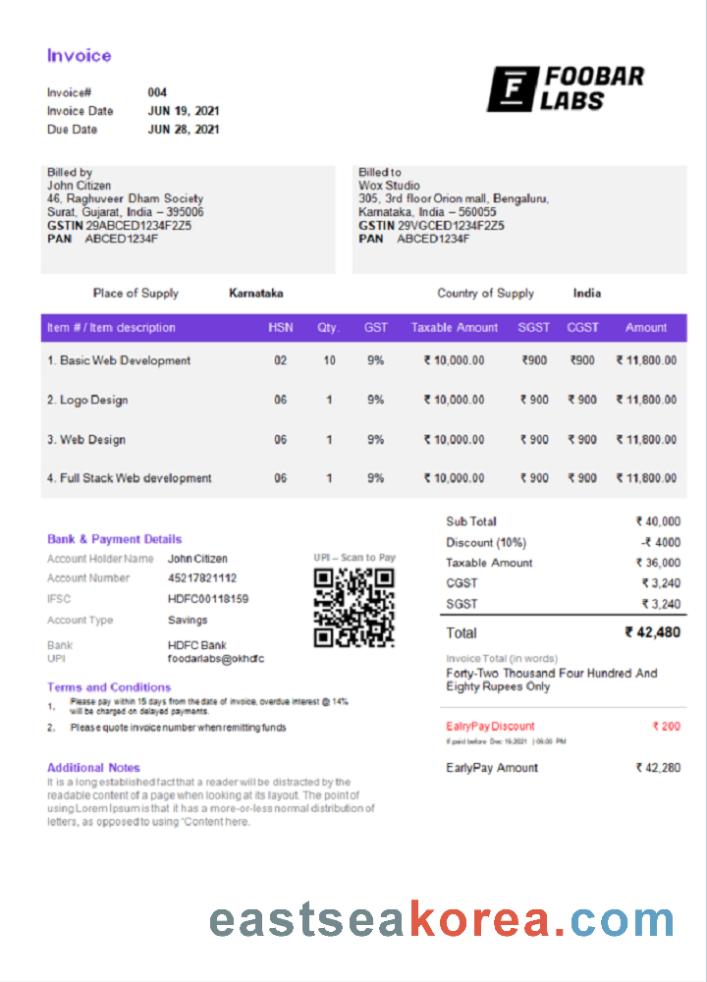 Invoice
FOOBAR
LABS
Invoice# 004
Invoice Date JUN 19, 2021
Due Date JUN 28, 2021
Billed by
John Citizen
46, Raghuveer Dham Society
Surat, Gujarat, India – 395006
GSTIN 29ABCED1234F2Z5
PAN ABCED1234F
Billed to
Wox Studio
305, 3rd floor Orion mall, Bengaluru,
Karnataka, India – 560055
GSTIN 29VGCED1234F2Z5
PAN ABCED1234F
Place of Supply Karnataka Country of Supply India
Item # / Item description HSN Qty. GST Taxable Amount SGST CGST Amount
1. Basic Web Development 02 10 9% ₹ 10,000.00 ₹900 ₹900 ₹ 11,800.00
2. Logo Design 06 1 9% ₹ 10,000.00 ₹ 900 ₹ 900 ₹ 11,800.00
3. Web Design 06 1 9% ₹ 10,000.00 ₹ 900 ₹ 900 ₹ 11,800.00
4. Full Stack Web development 06 1 9% ₹ 10,000.00 ₹ 900 ₹ 900 ₹ 11,800.00
Bank & Payment Details
Account Holder Name John Citizen
Account Number 45217821112
IFSC HDFC00118159
Account Type Savings
Bank HDFC Bank
UPI foodarlabs@okhdfc
UPI – Scan to Pay
Sub Total ₹ 40,000
Discount (10%) -₹ 4000
Taxable Amount ₹ 36,000
CGST ₹ 3,240
SGST ₹ 3,240
Total ₹ 42,480
Invoice Total (in words)
Forty-Two Thousand Four Hundred And
Eighty Rupees Only
EalryPay Discount ₹ 200
If paid before Dec 19,2021 | 05:00 PM
EarlyPay Amount ₹ 42,280
Terms and Conditions
1. Please pay within 15 days from the date of invoice, overdue interest @ 14%
will be charged on delayed payments.
2. Please quote invoice number when remitting funds
Additional Notes
It is a long established fact that a reader will be distracted by the
readable content of a page when looking at its layout. The point of
using Lorem Ipsum is that it has a more-or-less normal distribution of
letters, as opposed to using 'Content here.
eastseakorea.com